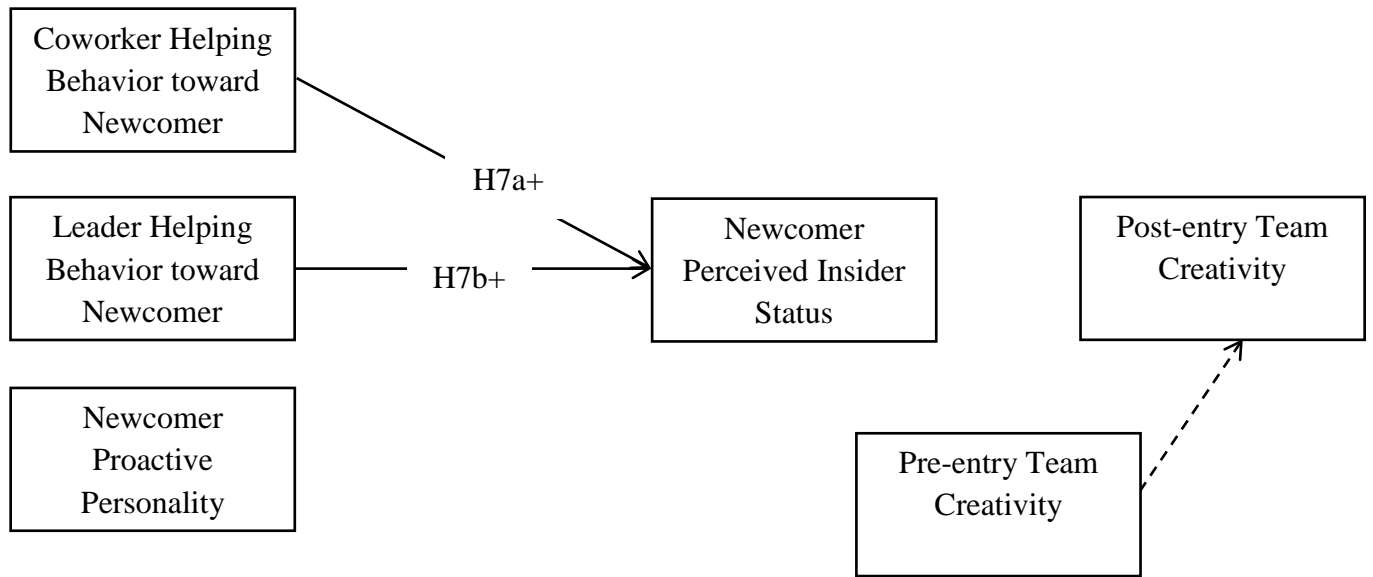 Coworker Helping
Behavior toward
Newcomer
H7a+
Leader Helping
Behavior toward
Newcomer
H7b+
Newcomer
Perceived Insider
Status
Post-entry Team
Creativity
Newcomer
Proactive
Personality
Pre-entry Team
Creativity